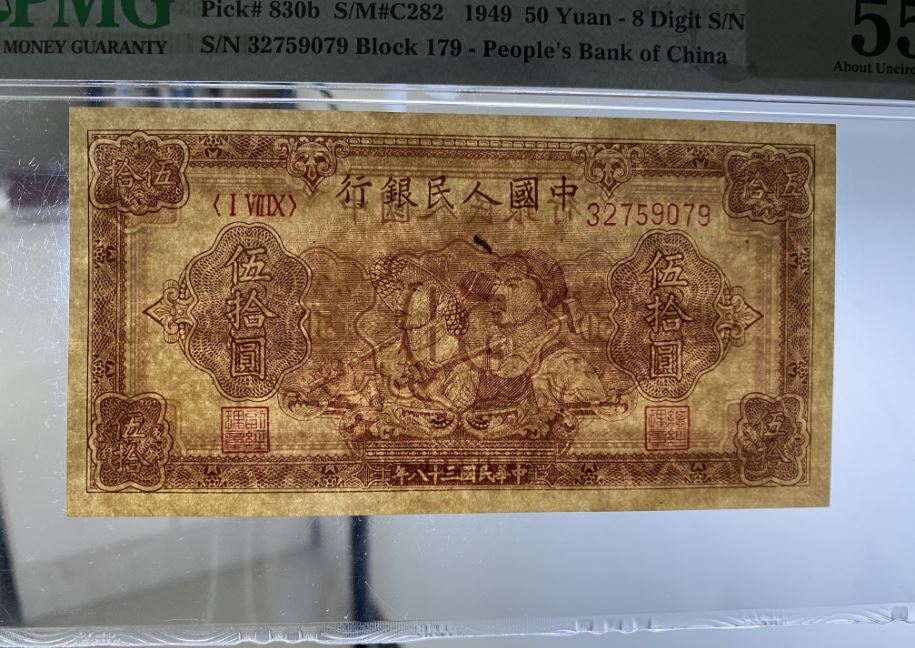 PMG
MONEY GUARANTY
Pick# 830b S/M#C282 1949 50 Yuan - 8 Digit S/N
S/N 32759079 Block 179 - People's Bank of China
55
About Uncirc
伍拾
行銀民人國中
伍拾
〈I VII IX〉
32759079
伍拾圓
伍拾圓
伍拾
伍拾
年八十三國民華中